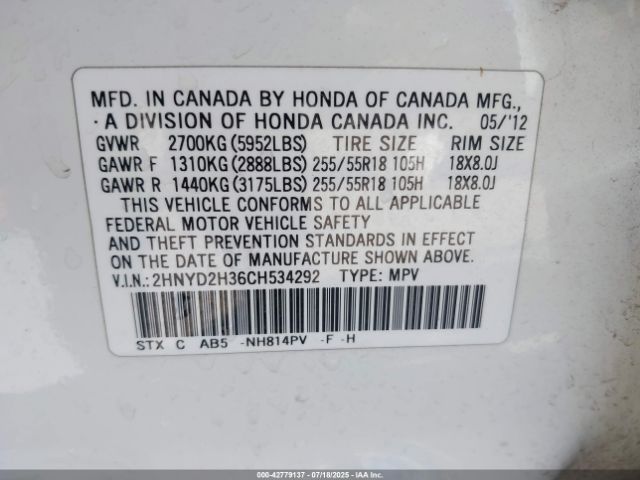 MFD. IN CANADA BY HONDA OF CANADA MFG.,
· A DIVISION OF HONDA CANADA INC. 05/'12
GVWR 2700KG(5952LBS) TIRE SIZE RIM SIZE
GAWR F 1310KG(2888LBS) 255/55R18 105H 18X8.0J
GAWR R 1440KG(3175LBS) 255/55R18 105H 18X8.0J
THIS VEHICLE CONFORMS TO ALL APPLICABLE
FEDERAL MOTOR VEHICLE SAFETY
AND THEFT PREVENTION STANDARDS IN EFFECT
ON THE DATE OF MANUFACTURE SHOWN ABOVE.
V.I.N.:2HNYD2H36CH534292 TYPE: MPV
STX C AB5 -NH814PV -F -H
000-42779137 - 07/18/2025 - IAA Inc.